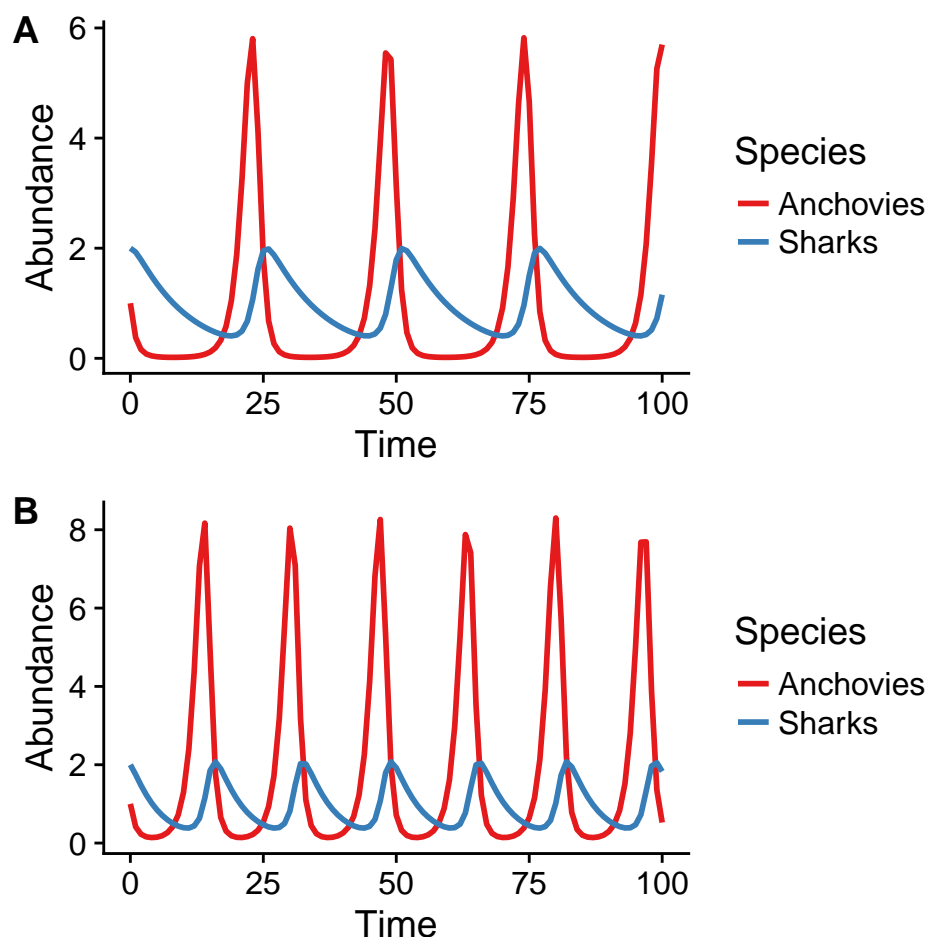 A
6
4
2
0
Abundance
0 25 50 75 100
Time
Species
Anchovies
Sharks
B
8
6
4
2
0
Abundance
0 25 50 75 100
Time
Species
Anchovies
Sharks